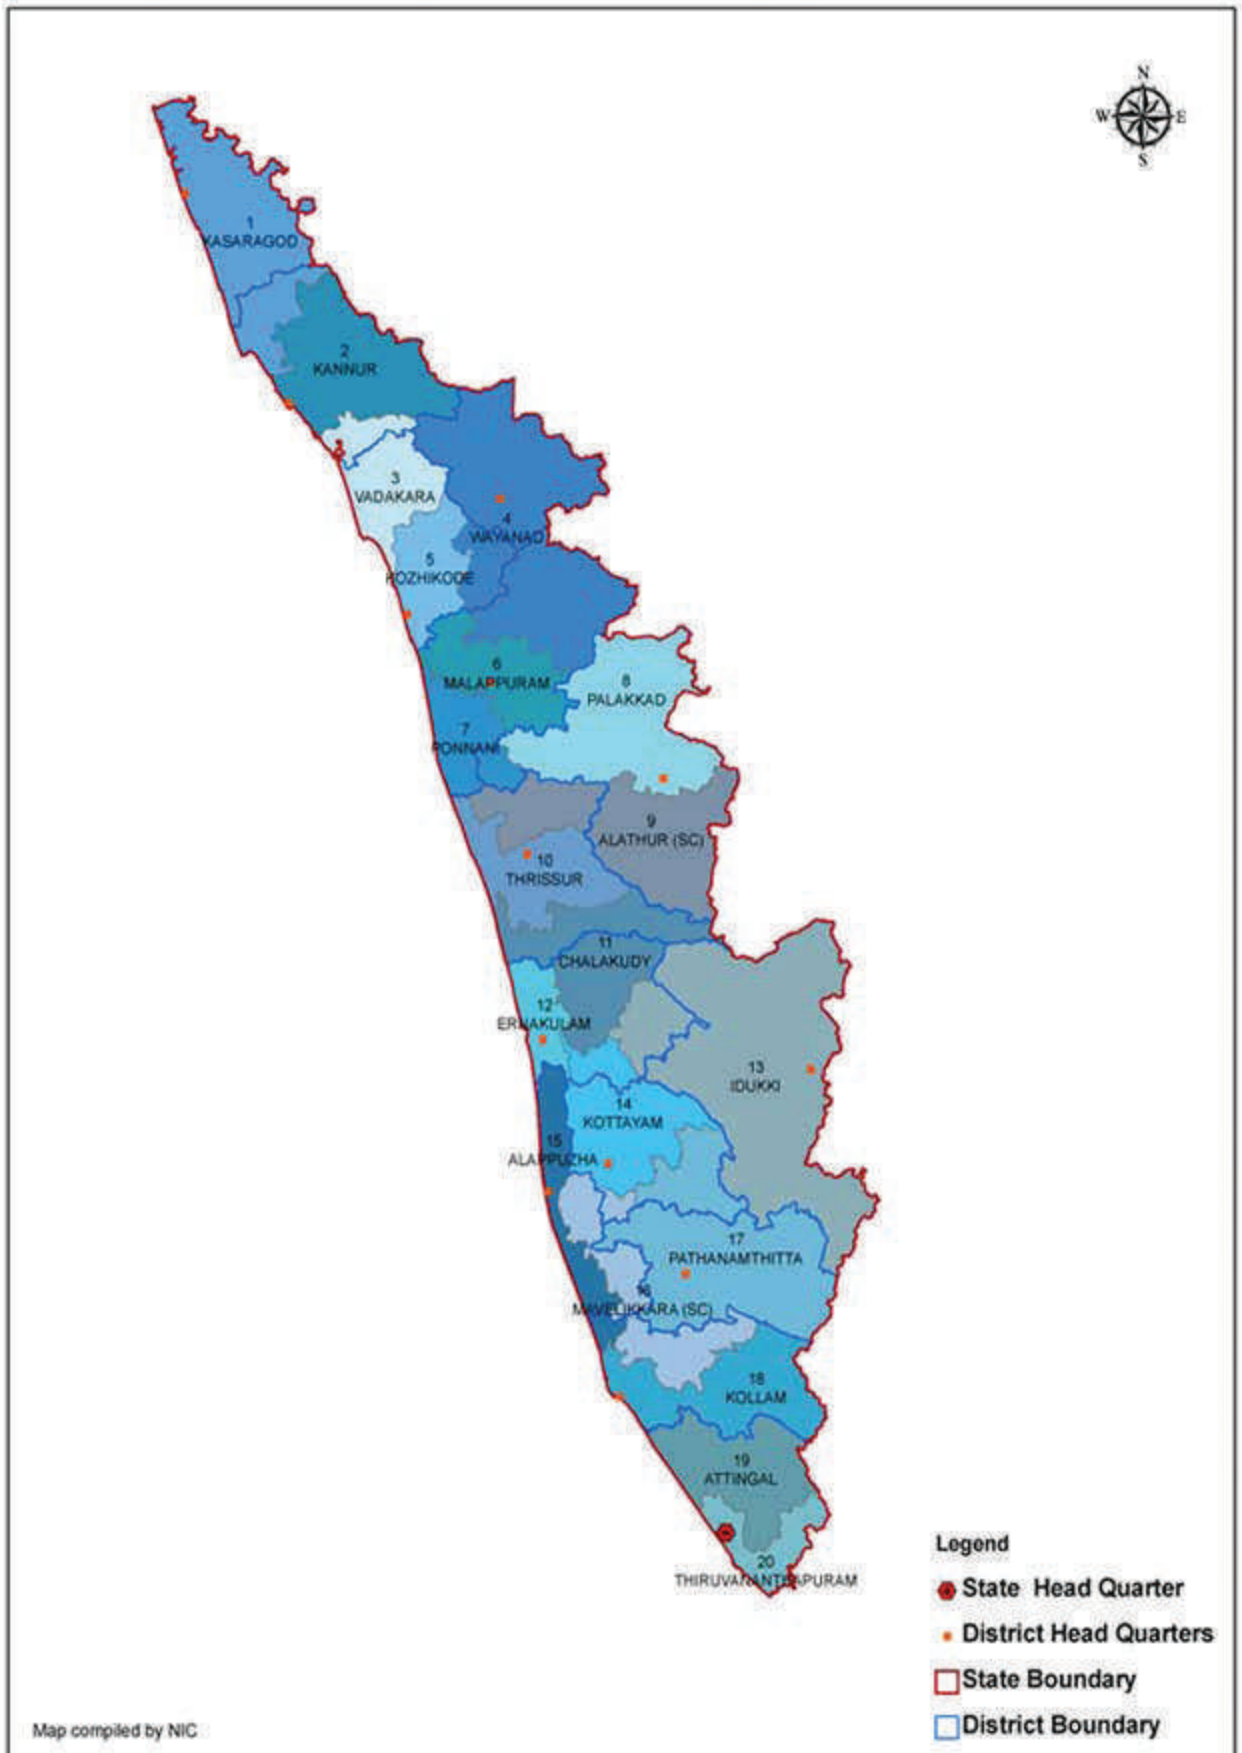 N
W E
S
1
KASARAGOD
2
KANNUR
3
VADAKARA
4
WAYANAD
5
KOZHIKODE
6
MALAPPURAM
7
PONNANI
8
PALAKKAD
9
ALATHUR (SC)
10
THRISSUR
11
CHALAKUDY
12
ERNAKULAM
13
IDUKKI
14
KOTTAYAM
15
ALAPPUZHA
16
MAVELIKKARA (SC)
17
PATHANAMTHITTA
18
KOLLAM
19
ATTINGAL
20
THIRUVANANTHAPURAM
Legend
State Head Quarter
District Head Quarters
State Boundary
District Boundary
Map compiled by NIC